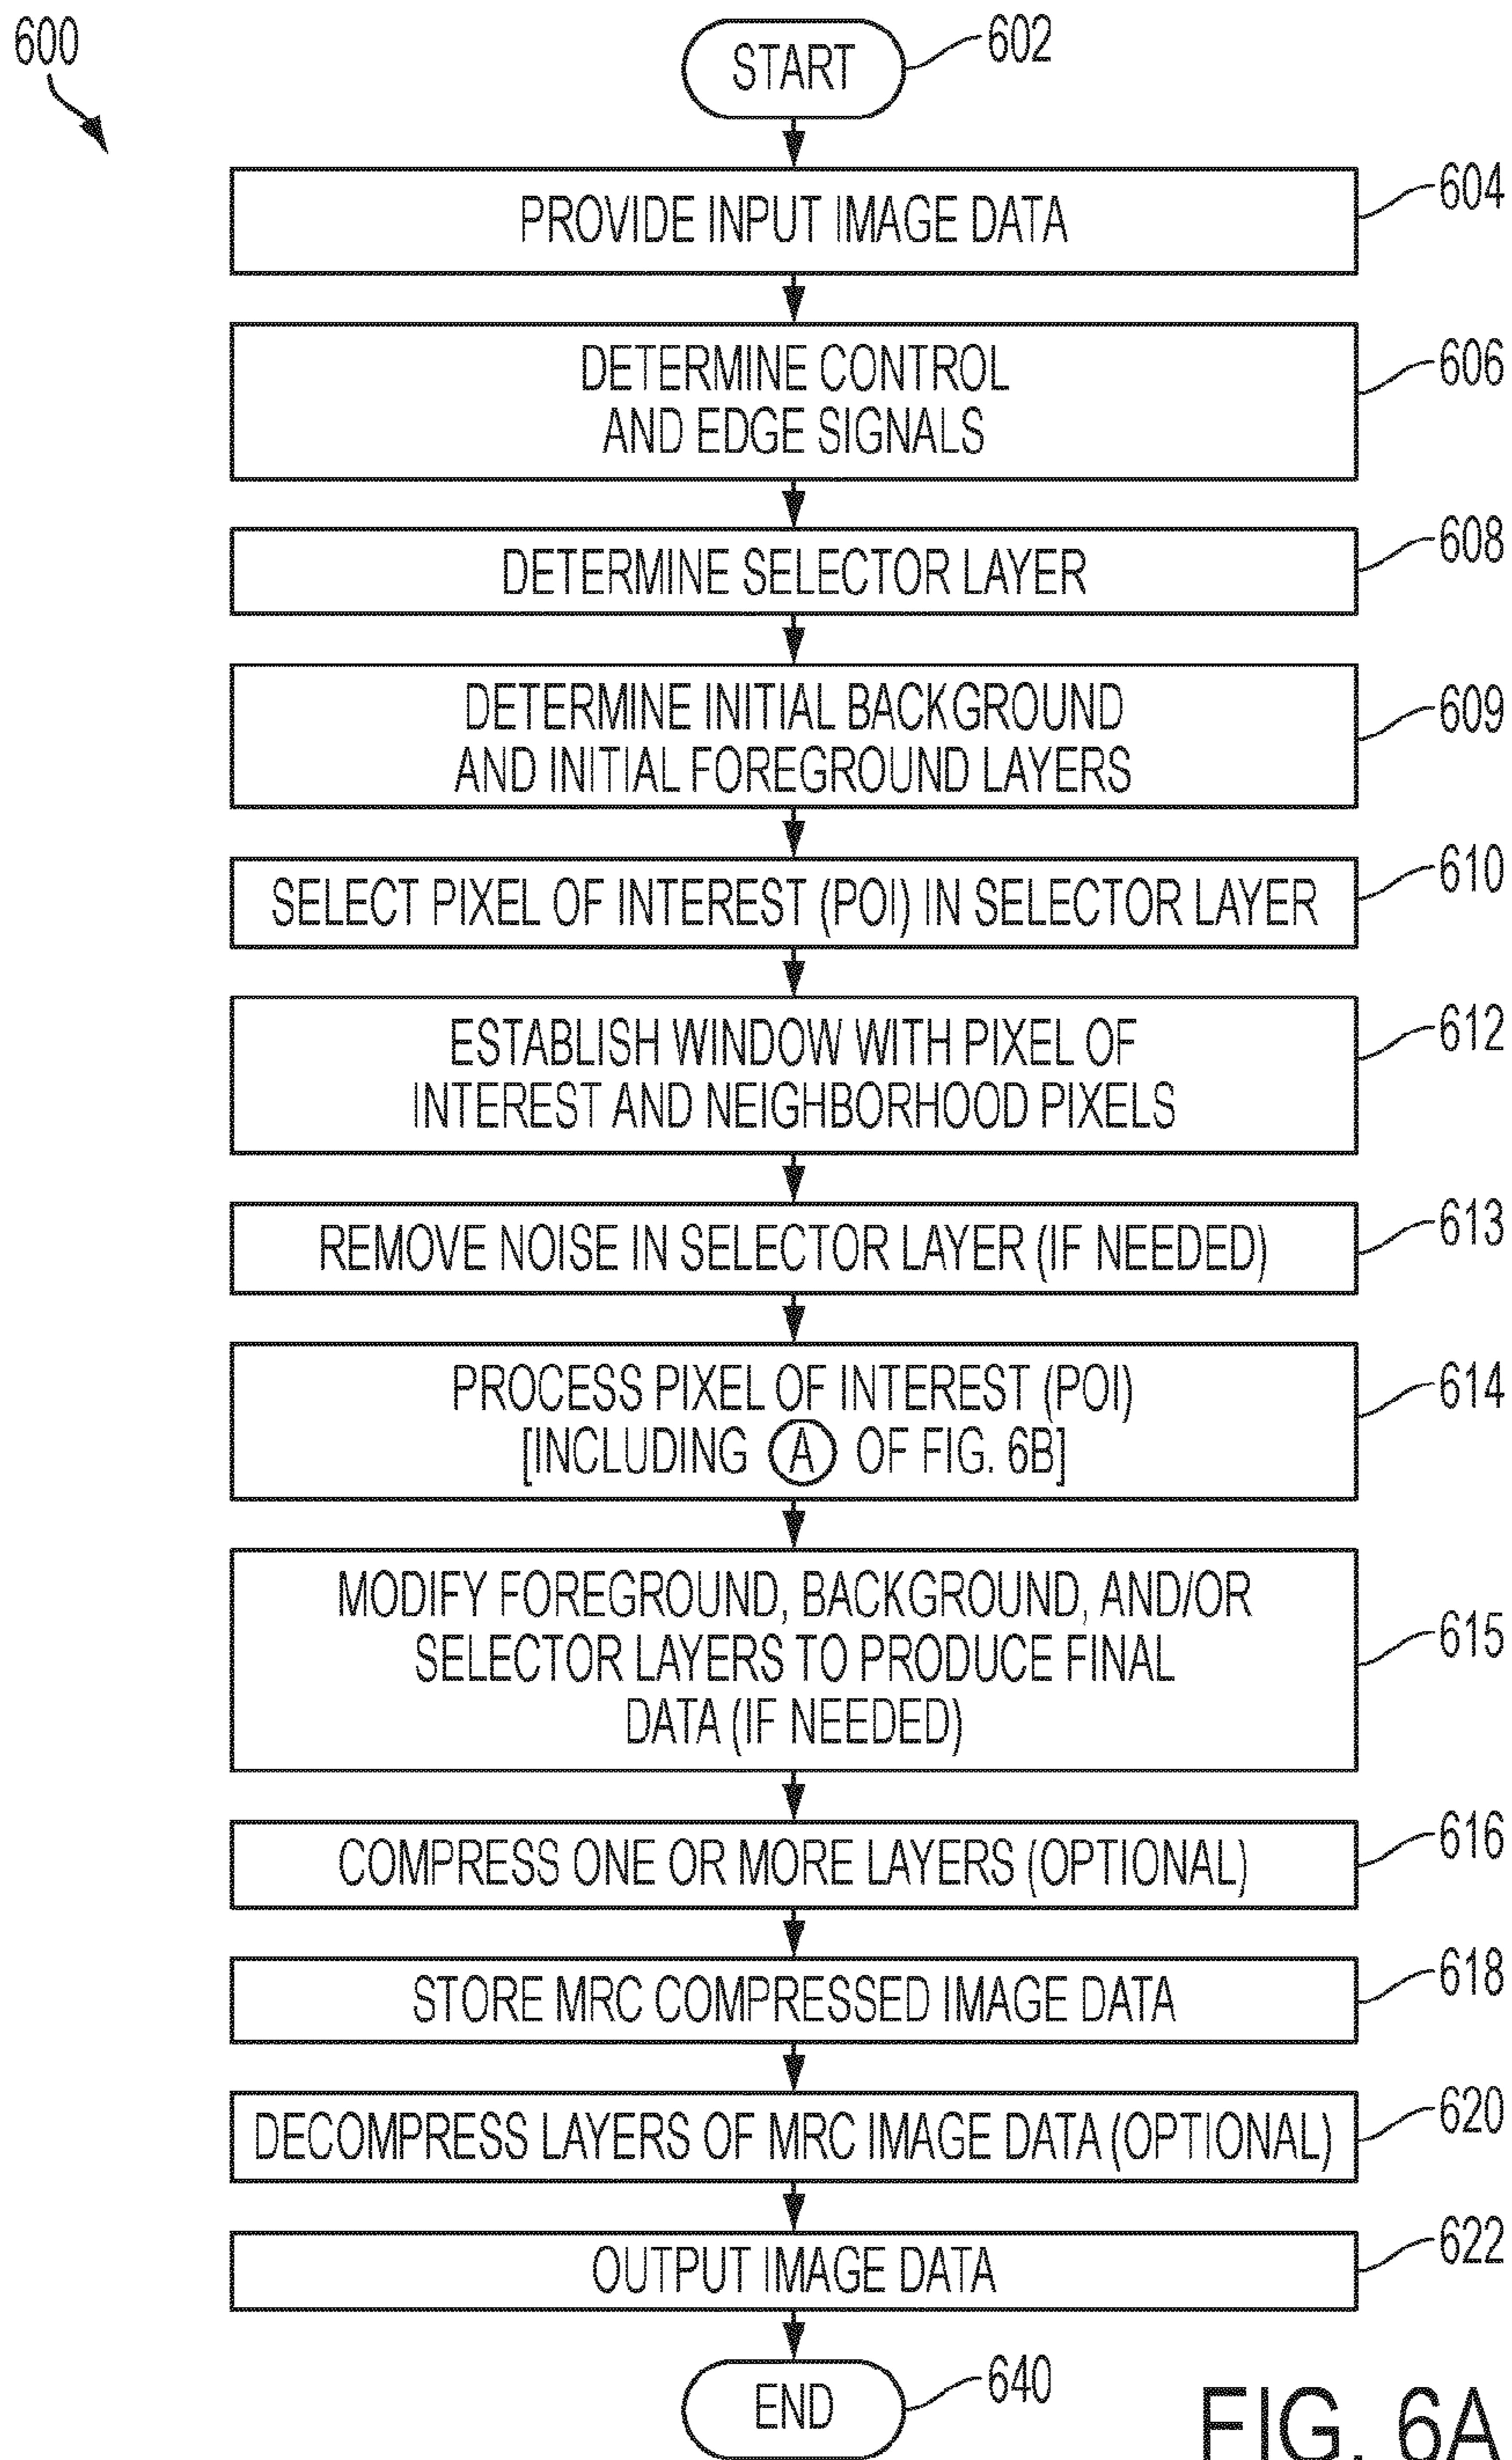 600
START
602
PROVIDE INPUT IMAGE DATA
604
DETERMINE CONTROL
AND EDGE SIGNALS
606
DETERMINE SELECTOR LAYER
608
DETERMINE INITIAL BACKGROUND
AND INITIAL FOREGROUND LAYERS
609
SELECT PIXEL OF INTEREST (POI) IN SELECTOR LAYER
610
ESTABLISH WINDOW WITH PIXEL OF
INTEREST AND NEIGHBORHOOD PIXELS
612
REMOVE NOISE IN SELECTOR LAYER (IF NEEDED)
613
PROCESS PIXEL OF INTEREST (POI)
[INCLUDING A OF FIG. 6B]
614
MODIFY FOREGROUND, BACKGROUND, AND/OR
SELECTOR LAYERS TO PRODUCE FINAL
DATA (IF NEEDED)
615
COMPRESS ONE OR MORE LAYERS (OPTIONAL)
616
STORE MRC COMPRESSED IMAGE DATA
618
DECOMPRESS LAYERS OF MRC IMAGE DATA (OPTIONAL)
620
OUTPUT IMAGE DATA
622
END
640
FIG. 6A